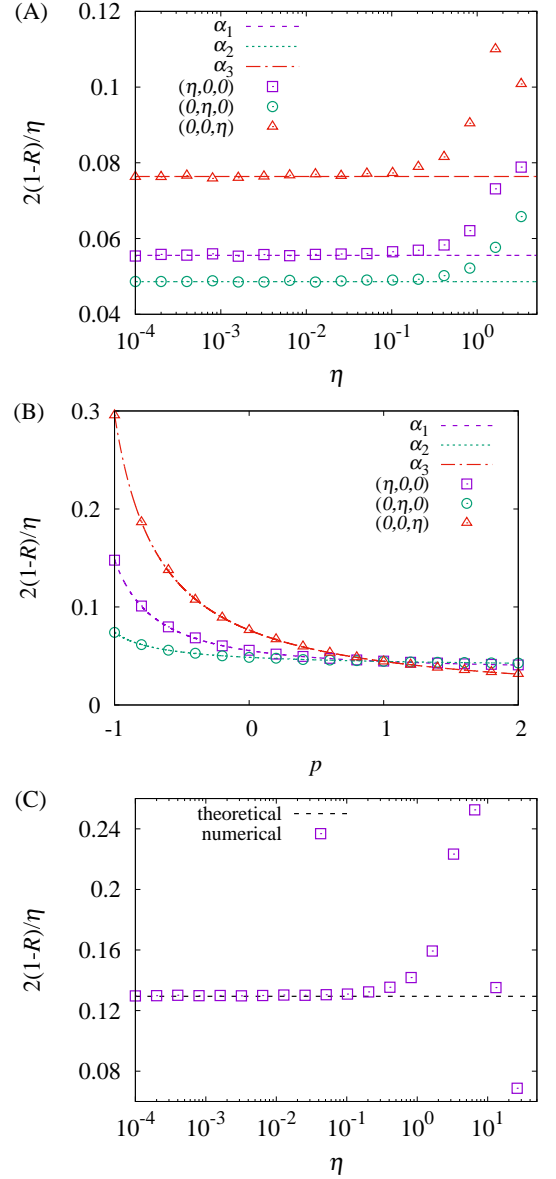 (A)
0.12
0.1
0.08
0.06
0.04
2(1-R)/η
α1
α2
α3
(η,0,0)
(0,η,0)
(0,0,η)
10^-4 10^-3 10^-2 10^-1 10^0
η
(B)
0.3
0.2
0.1
0
2(1-R)/η
α1
α2
α3
(η,0,0)
(0,η,0)
(0,0,η)
-1 0 1 2
p
(C)
0.24
0.2
0.16
0.12
0.08
2(1-R)/η
theoretical
numerical
10^-4 10^-3 10^-2 10^-1 10^0 10^1
η